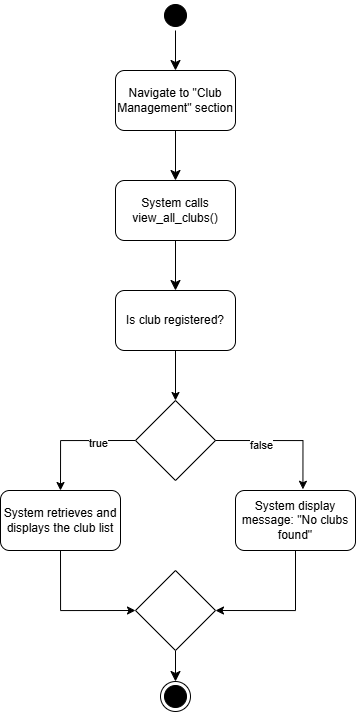 Navigate to "Club
Management" section
System calls
view_all_clubs()
Is club registered?
true
false
System retrieves and
displays the club list
System display
message: "No clubs
found"